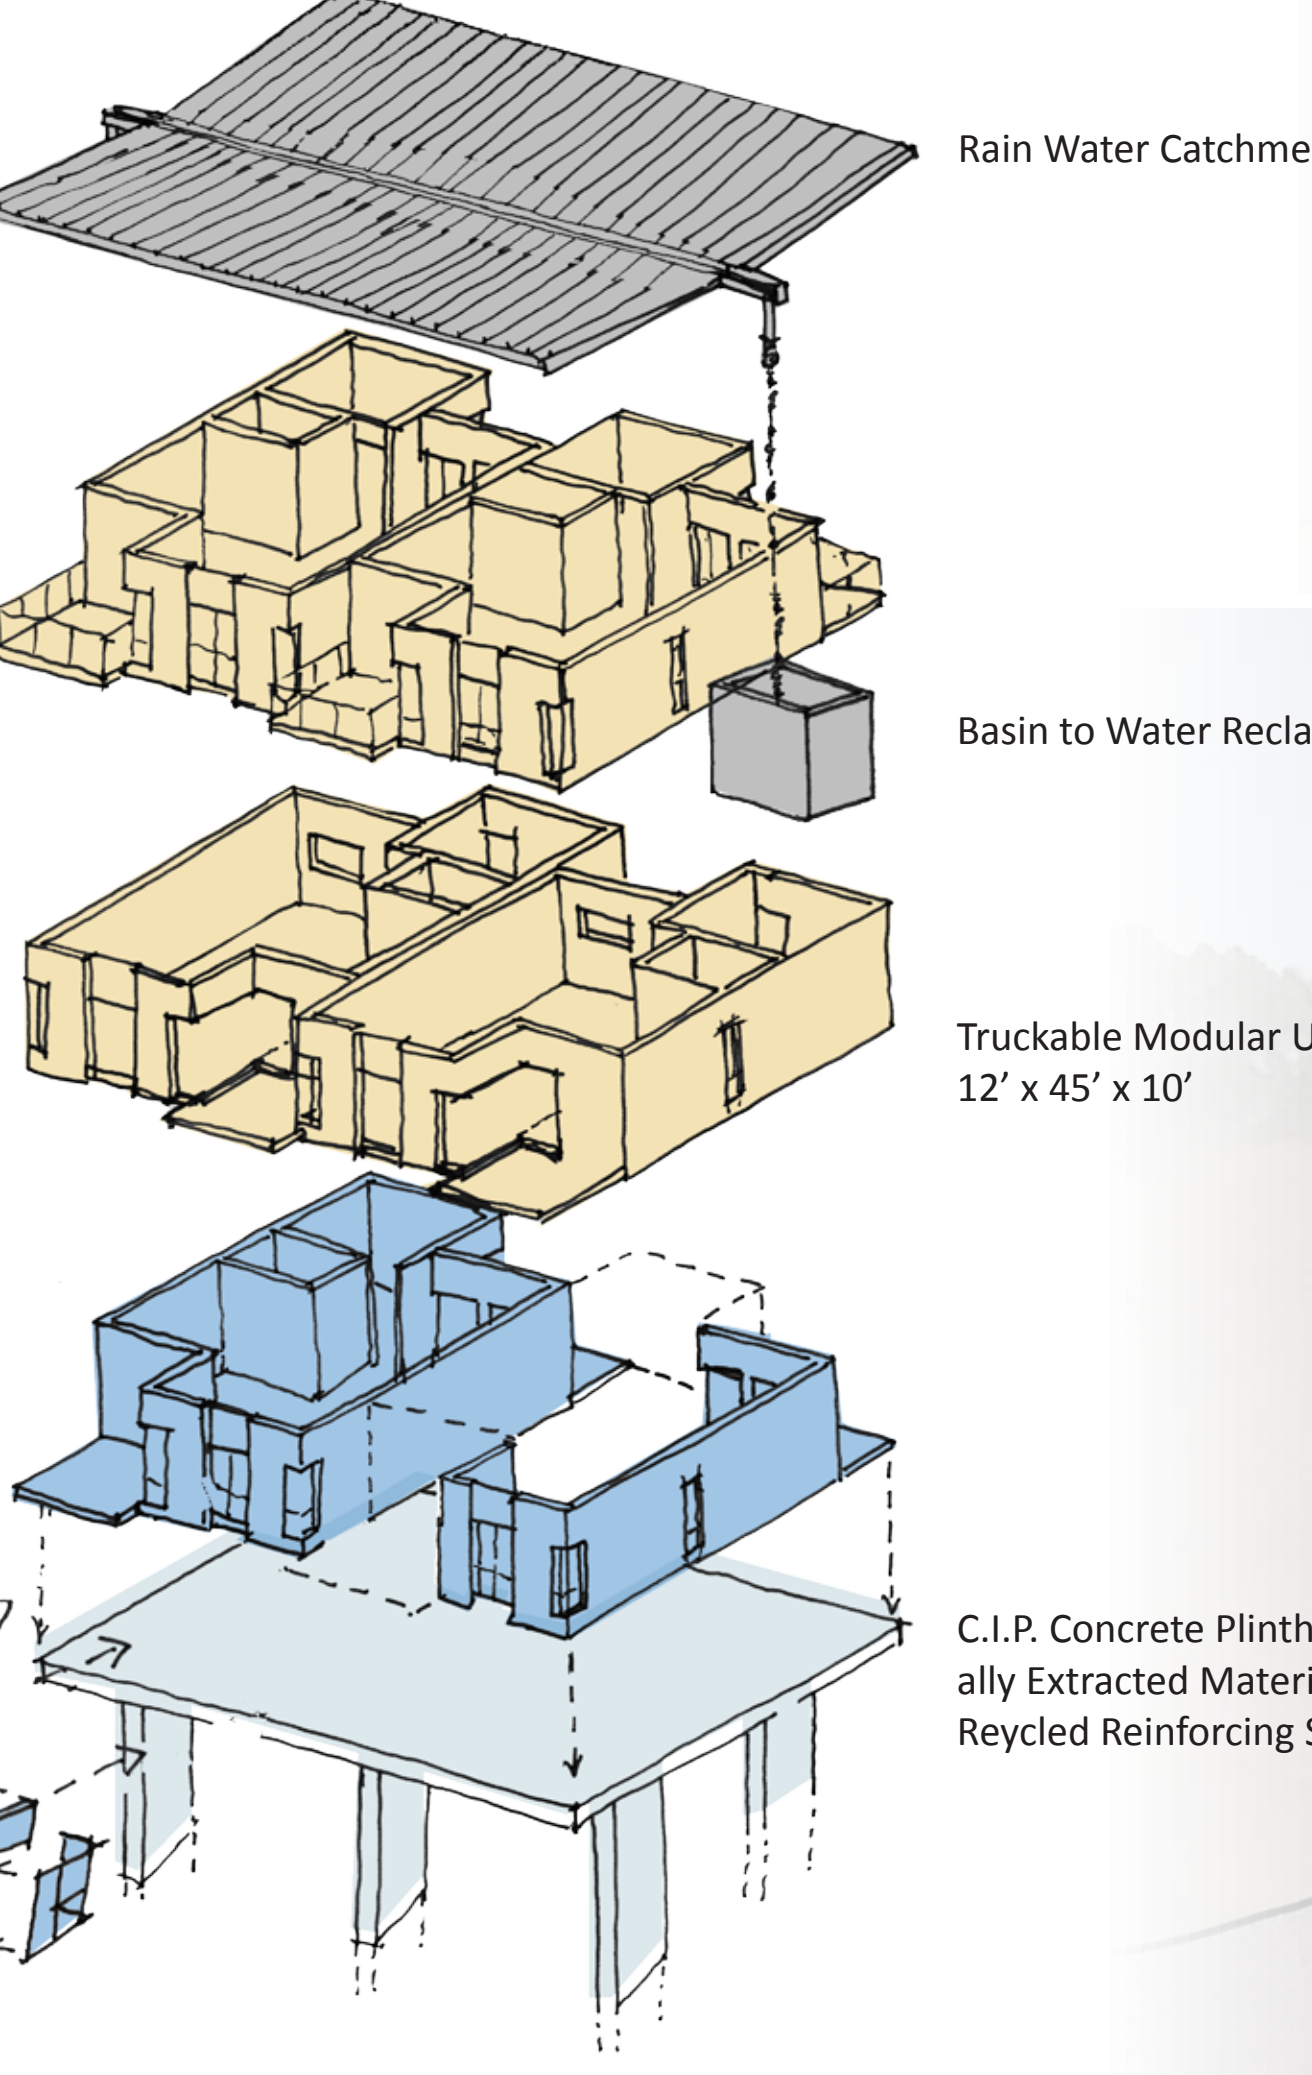 Rain Water Catchme
Basin to Water Recla
Truckable Modular U
12’ x 45’ x 10’
C.I.P. Concrete Plinth
ally Extracted Materi
Reycled Reinforcing S